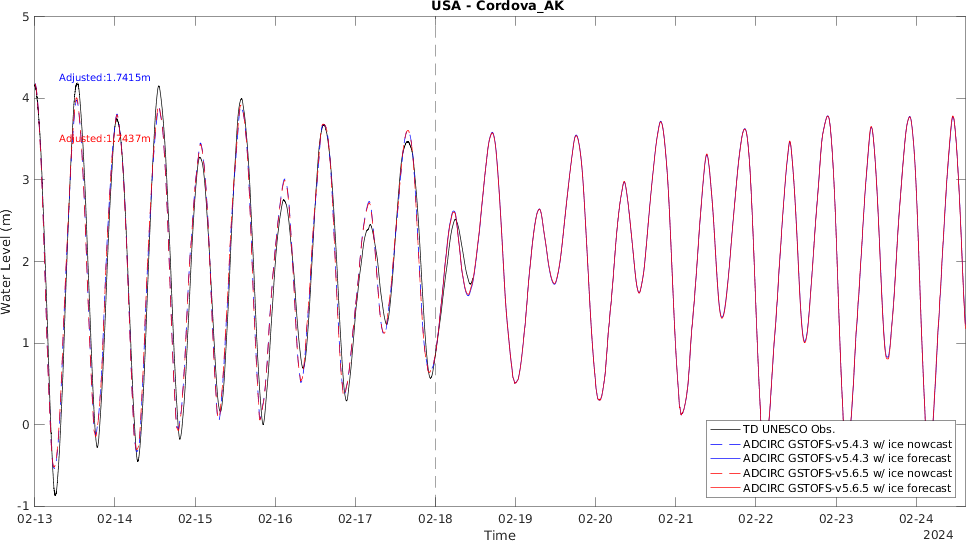 USA - Cordova_AK
5
4
3
2
1
0
-1
Water Level (m)
Adjusted:1.7415m
Adjusted:1.7437m
TD UNESCO Obs.
ADCIRC GSTOFS-v5.4.3 w/ ice nowcast
ADCIRC GSTOFS-v5.4.3 w/ ice forecast
ADCIRC GSTOFS-v5.6.5 w/ ice nowcast
ADCIRC GSTOFS-v5.6.5 w/ ice forecast
02-13 02-14 02-15 02-16 02-17 02-18 02-19 02-20 02-21 02-22 02-23 02-24
Time
2024